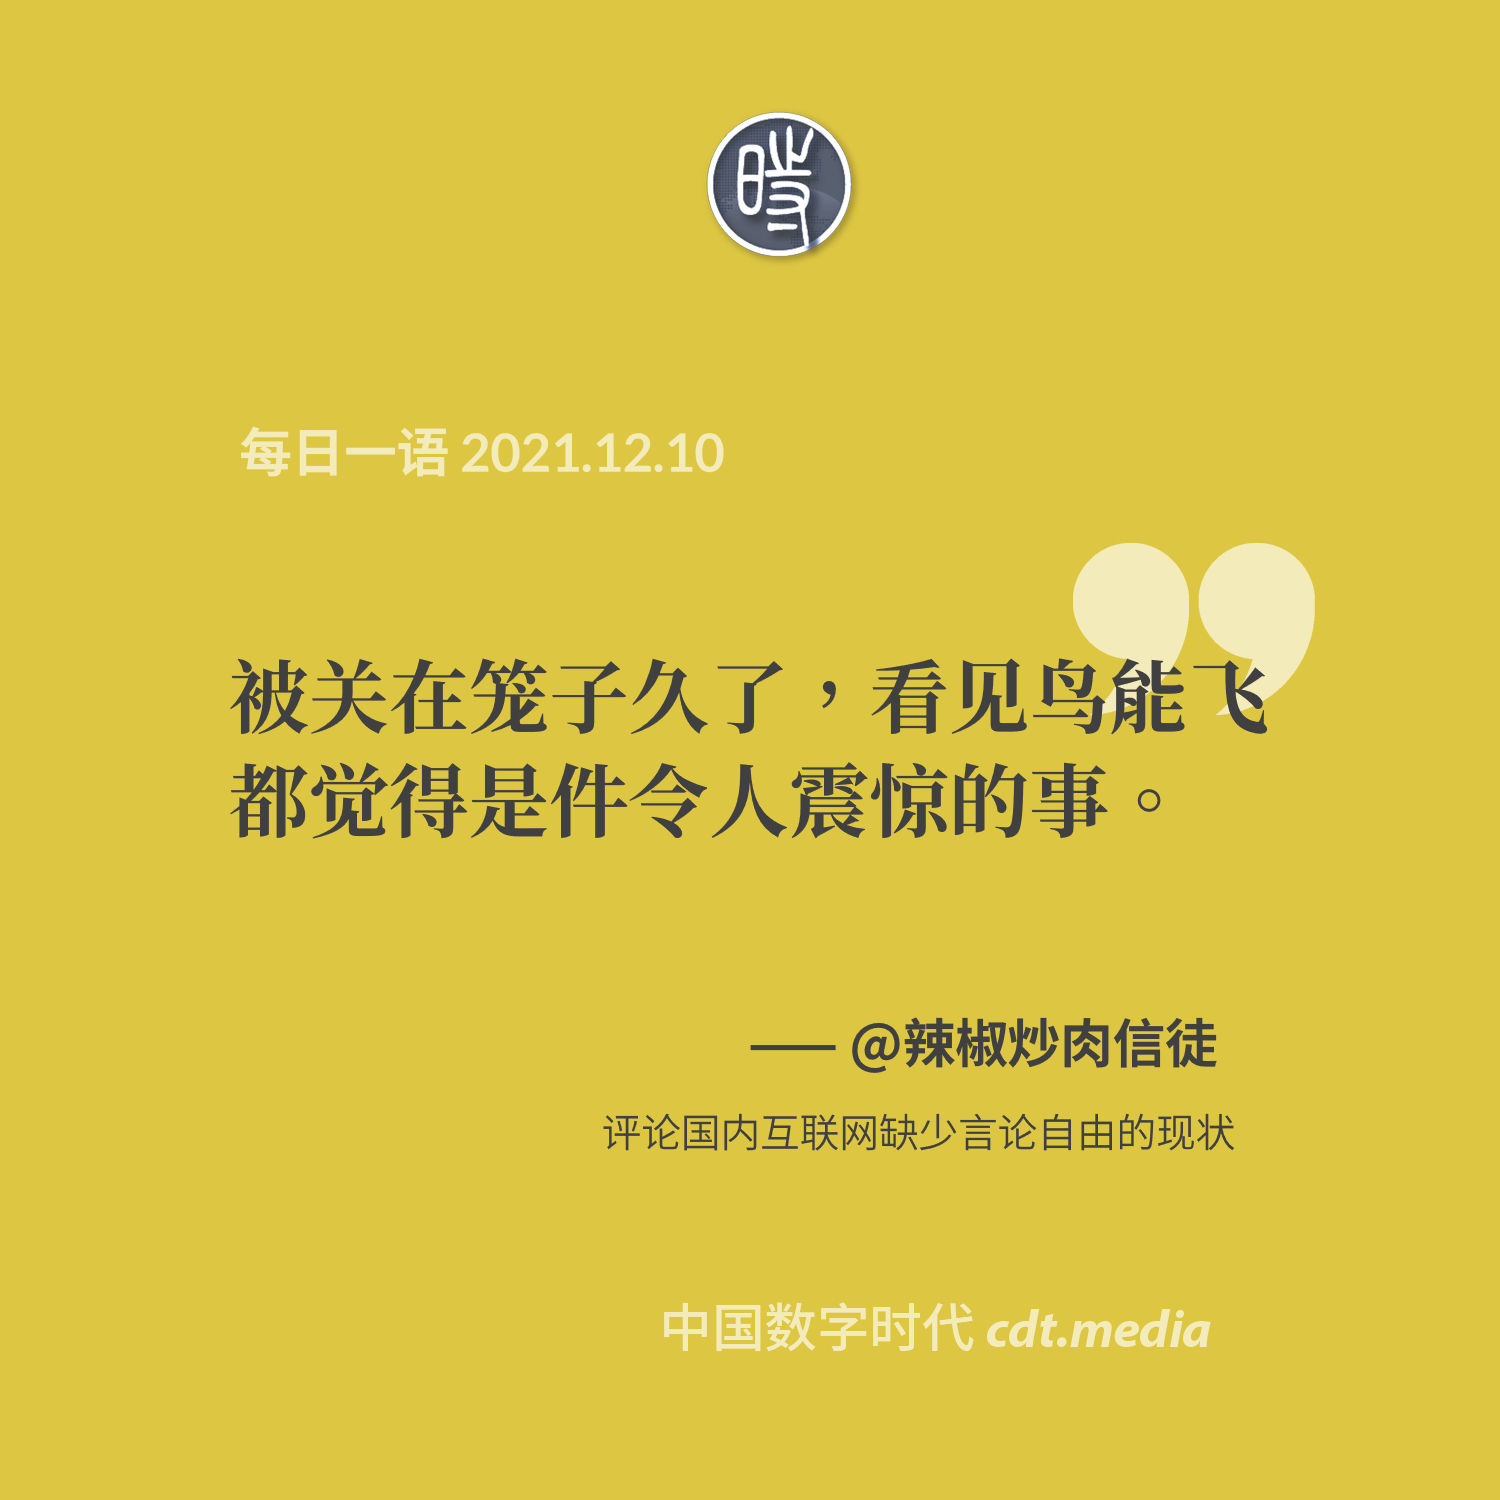 時
每日一语 2021.12.10
被关在笼子久了，看见鸟能飞
都觉得是件令人震惊的事。
—— @辣椒炒肉信徒
评论国内互联网缺少言论自由的现状
中国数字时代 cdt.media